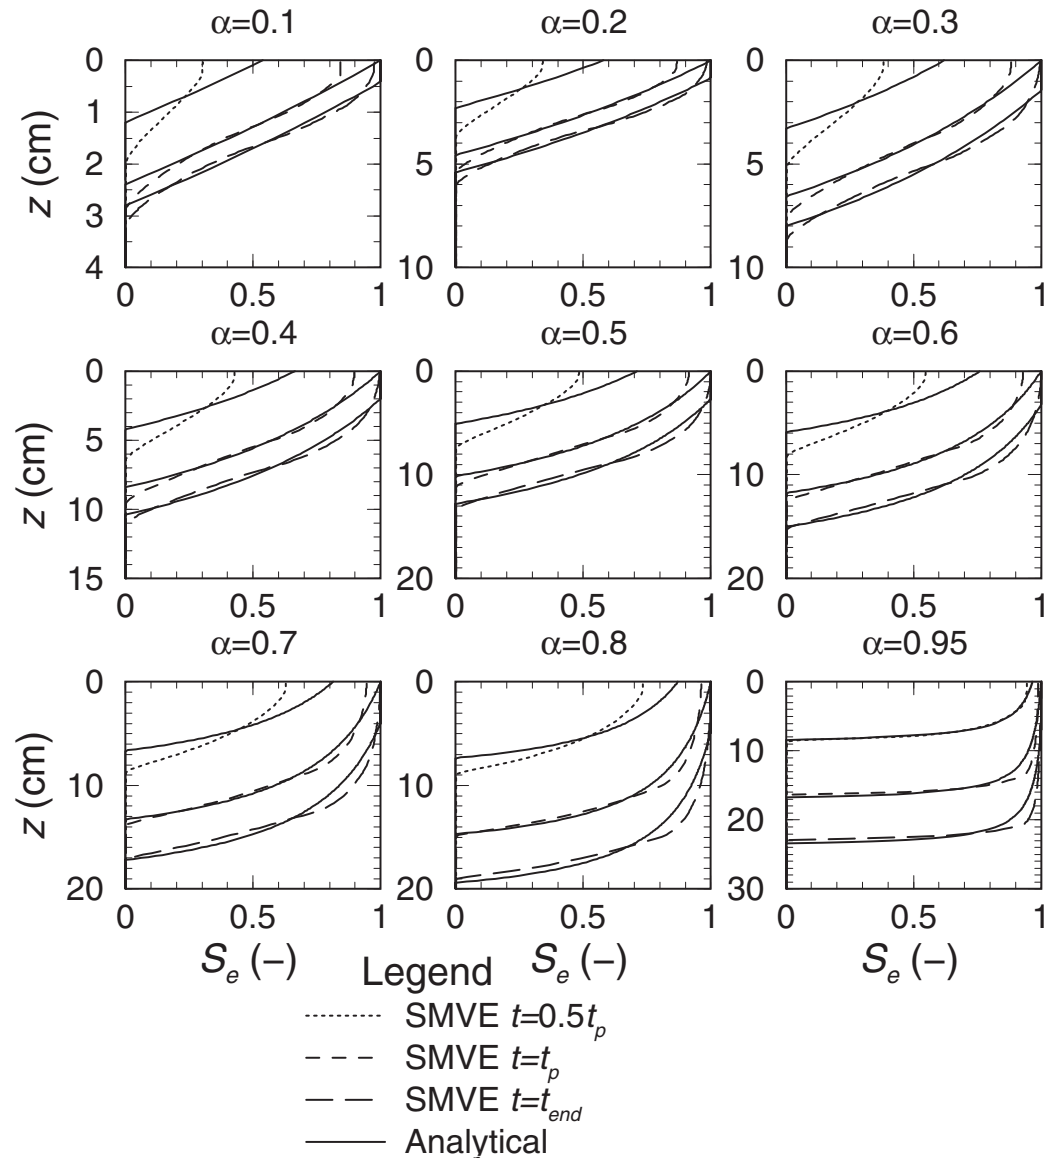 α=0.1 α=0.2 α=0.3
0 0 0
1
2 5 5
3
4 10 10
z (cm)
0 0.5 1 0 0.5 1 0 0.5 1
α=0.4 α=0.5 α=0.6
0 0 0
5
10 10 10
15 20 20
z (cm)
0 0.5 1 0 0.5 1 0 0.5 1
α=0.7 α=0.8 α=0.95
0 0 0
10 10 10
20
20 20 30
z (cm)
0 0.5 1 0 0.5 1 0 0.5 1
Se (–) Se (–)
Legend
SMVE t=0.5tp
SMVE t=tp
SMVE t=tend
Analytical